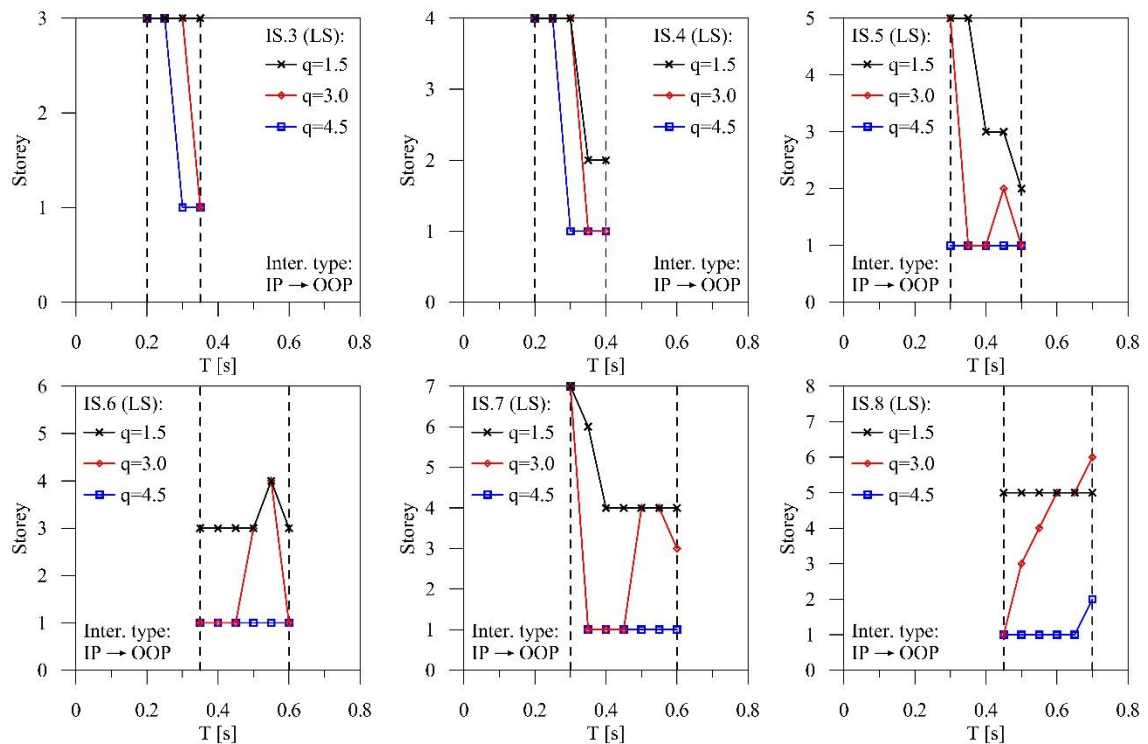 3
2
1
0
Storey
IS.3 (LS):
q=1.5
q=3.0
q=4.5
Inter. type:
IP → OOP
0 0.2 0.4 0.6 0.8
T [s]
4
3
2
1
0
Storey
IS.4 (LS):
q=1.5
q=3.0
q=4.5
Inter. type:
IP → OOP
0 0.2 0.4 0.6 0.8
T [s]
5
4
3
2
1
0
Storey
IS.5 (LS):
q=1.5
q=3.0
q=4.5
Inter. type:
IP → OOP
0 0.2 0.4 0.6 0.8
T [s]
6
5
4
3
2
1
0
Storey
IS.6 (LS):
q=1.5
q=3.0
q=4.5
Inter. type:
IP → OOP
0 0.2 0.4 0.6 0.8
T [s]
7
6
5
4
3
2
1
0
Storey
IS.7 (LS):
q=1.5
q=3.0
q=4.5
Inter. type:
IP → OOP
0 0.2 0.4 0.6 0.8
T [s]
8
7
6
5
4
3
2
1
0
Storey
IS.8 (LS):
q=1.5
q=3.0
q=4.5
Inter. type:
IP → OOP
0 0.2 0.4 0.6 0.8
T [s]